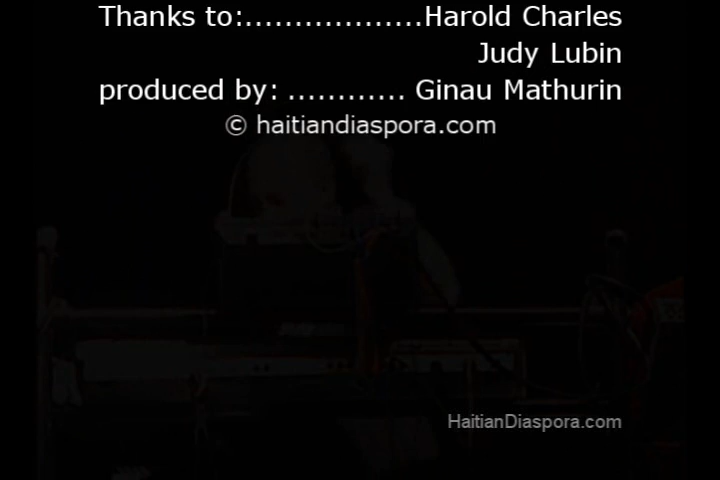 Thanks to:..................Harold Charles
Judy Lubin
produced by: ............ Ginau Mathurin
© haitiandiaspora.com
HaitianDiaspora.com